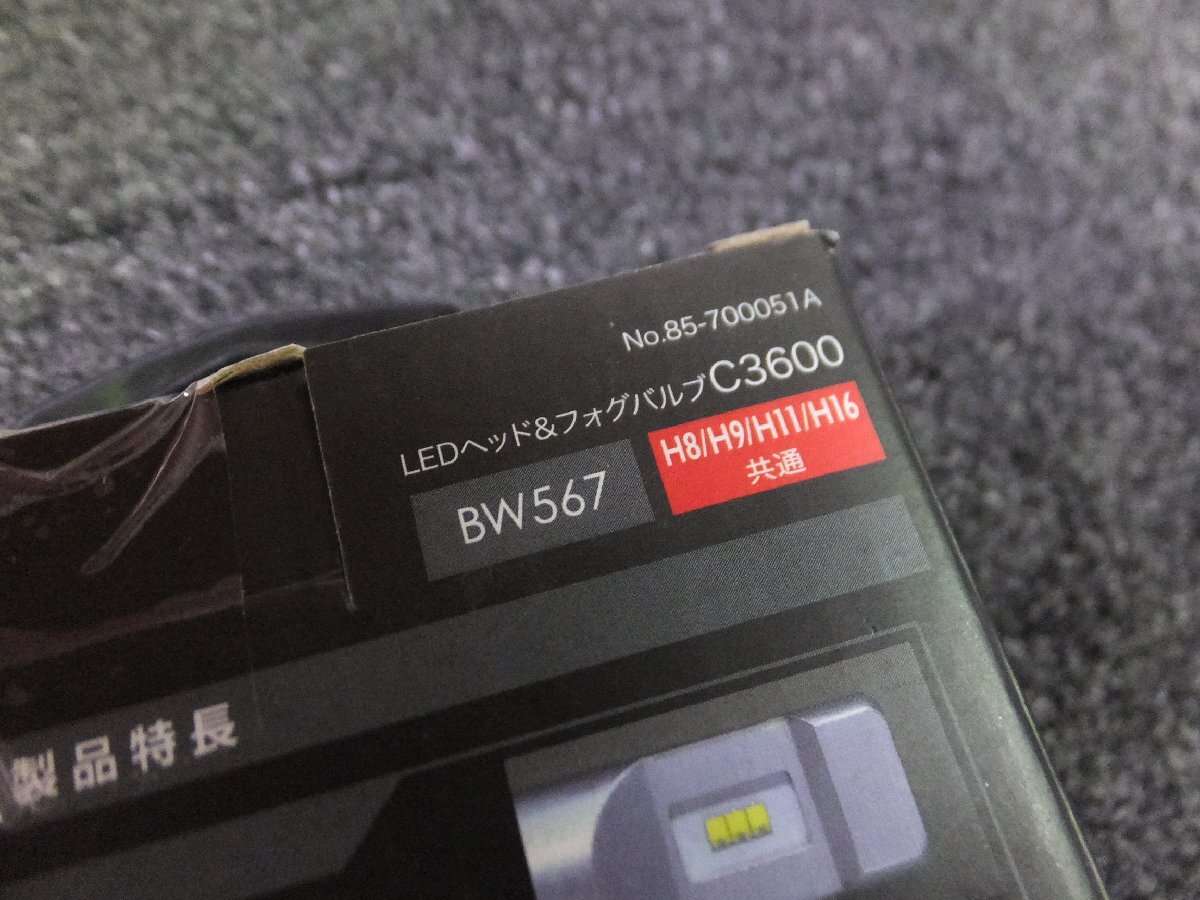 No.85-700051A
LEDヘッド&フォグバルブC3600
BW567
H8/H9/H11/H16
共通
製品特長